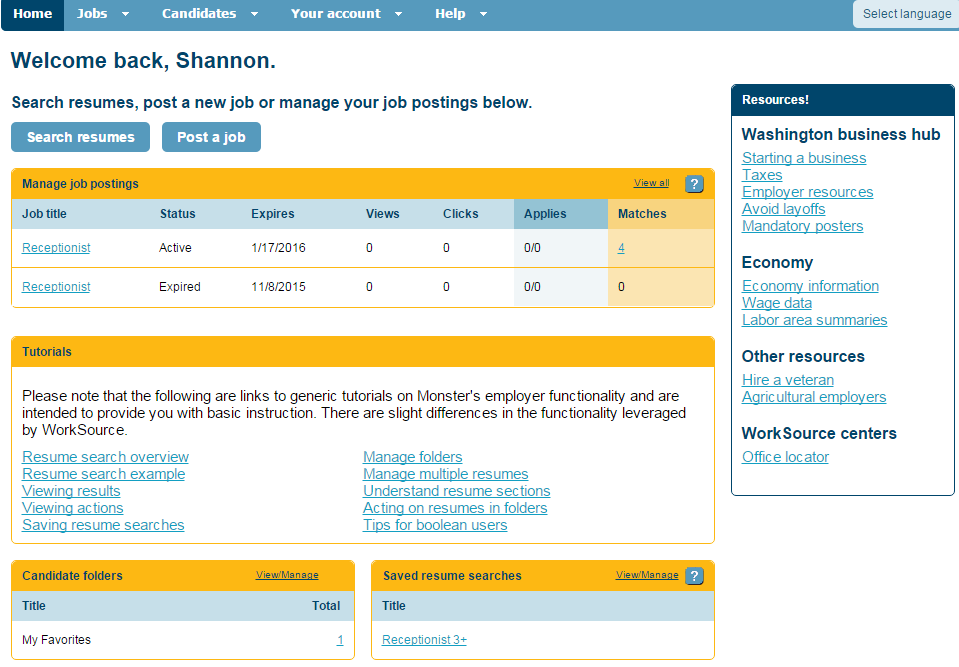 Home Jobs Candidates Your account Help Select language
Welcome back, Shannon.
Search resumes, post a new job or manage your job postings below.
Search resumes Post a job
Manage job postings View all ?
Job title Status Expires Views Clicks Applies Matches
Receptionist Active 1/17/2016 0 0 0/0 4
Receptionist Expired 11/8/2015 0 0 0/0 0
Tutorials
Please note that the following are links to generic tutorials on Monster's employer functionality and are
intended to provide you with basic instruction. There are slight differences in the functionality leveraged
by WorkSource.
Resume search overview
Resume search example
Viewing results
Viewing actions
Saving resume searches
Manage folders
Manage multiple resumes
Understand resume sections
Acting on resumes in folders
Tips for boolean users
Candidate folders View/Manage
Title Total
My Favorites 1
Saved resume searches View/Manage ?
Title
Receptionist 3+
Resources!
Washington business hub
Starting a business
Taxes
Employer resources
Avoid layoffs
Mandatory posters
Economy
Economy information
Wage data
Labor area summaries
Other resources
Hire a veteran
Agricultural employers
WorkSource centers
Office locator